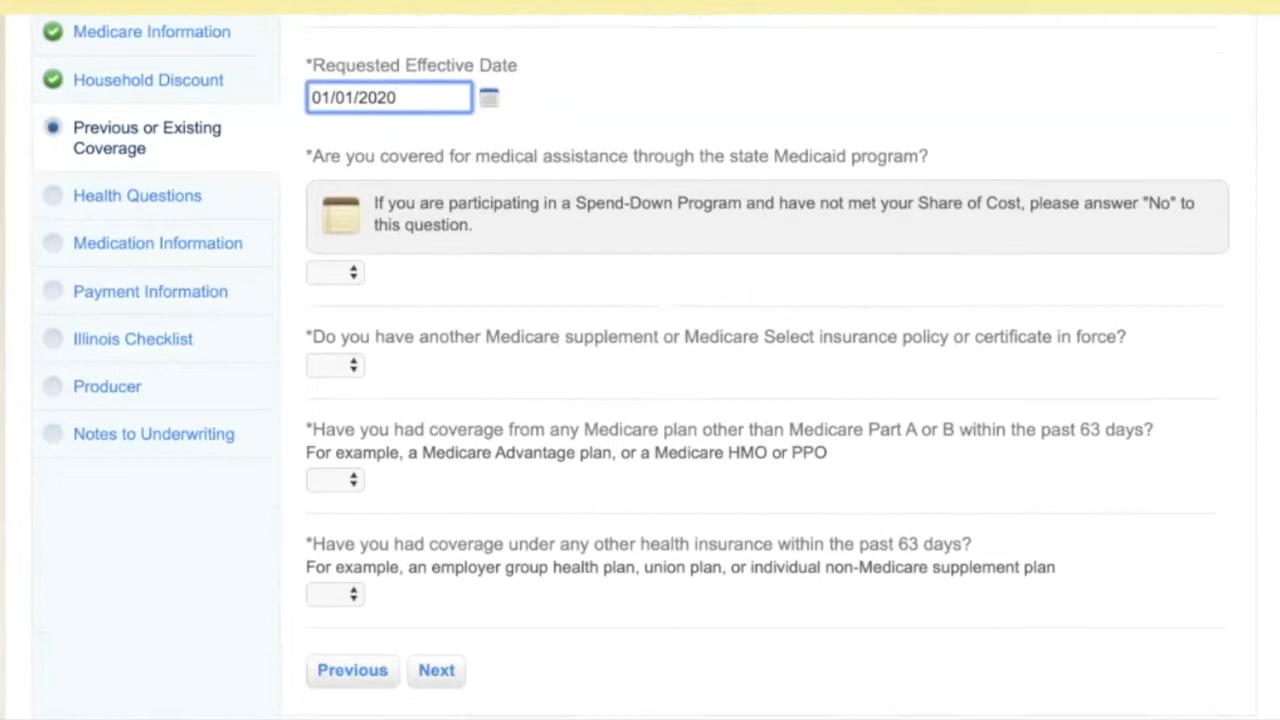 Medicare Information
Household Discount
Previous or Existing
Coverage
Health Questions
Medication Information
Payment Information
Illinois Checklist
Producer
Notes to Underwriting
*Requested Effective Date
01/01/2020
*Are you covered for medical assistance through the state Medicaid program?
If you are participating in a Spend-Down Program and have not met your Share of Cost, please answer "No" to
this question.
*Do you have another Medicare supplement or Medicare Select insurance policy or certificate in force?
*Have you had coverage from any Medicare plan other than Medicare Part A or B within the past 63 days?
For example, a Medicare Advantage plan, or a Medicare HMO or PPO
*Have you had coverage under any other health insurance within the past 63 days?
For example, an employer group health plan, union plan, or individual non-Medicare supplement plan
Previous
Next